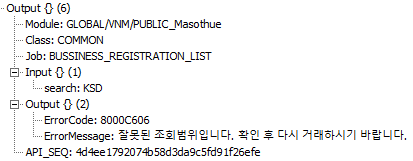 Output {} (6)
Module: GLOBAL/VNM/PUBLIC_Masothue
Class: COMMON
Job: BUSSINESS_REGISTRATION_LIST
Input {} (1)
search: KSD
Output {} (2)
ErrorCode: 8000C606
ErrorMessage: 잘못된 조회범위입니다. 확인 후 다시 거래하시기 바랍니다.
API_SEQ: 4d4ee1792074b58d3da9c5fd91f26efe